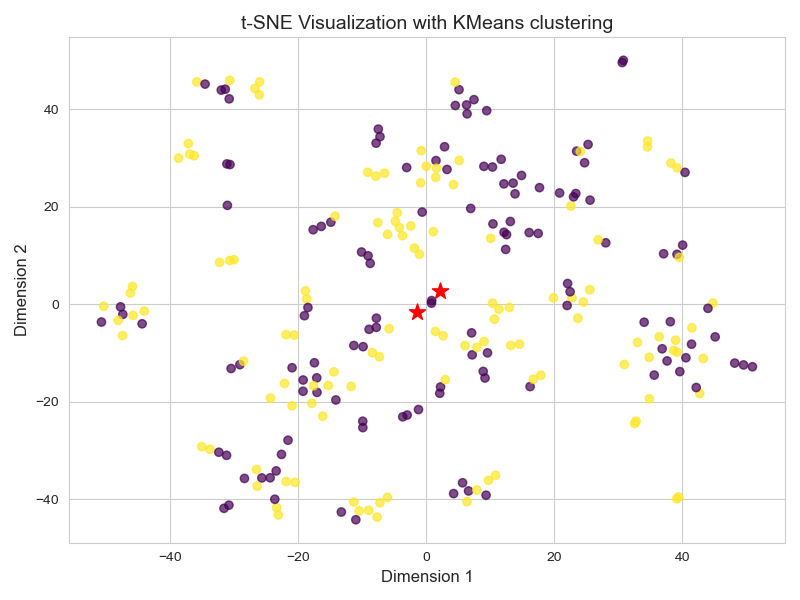 t-SNE Visualization with KMeans clustering
40
20
0
−20
−40
Dimension 2
−40 −20 0 20 40
Dimension 1